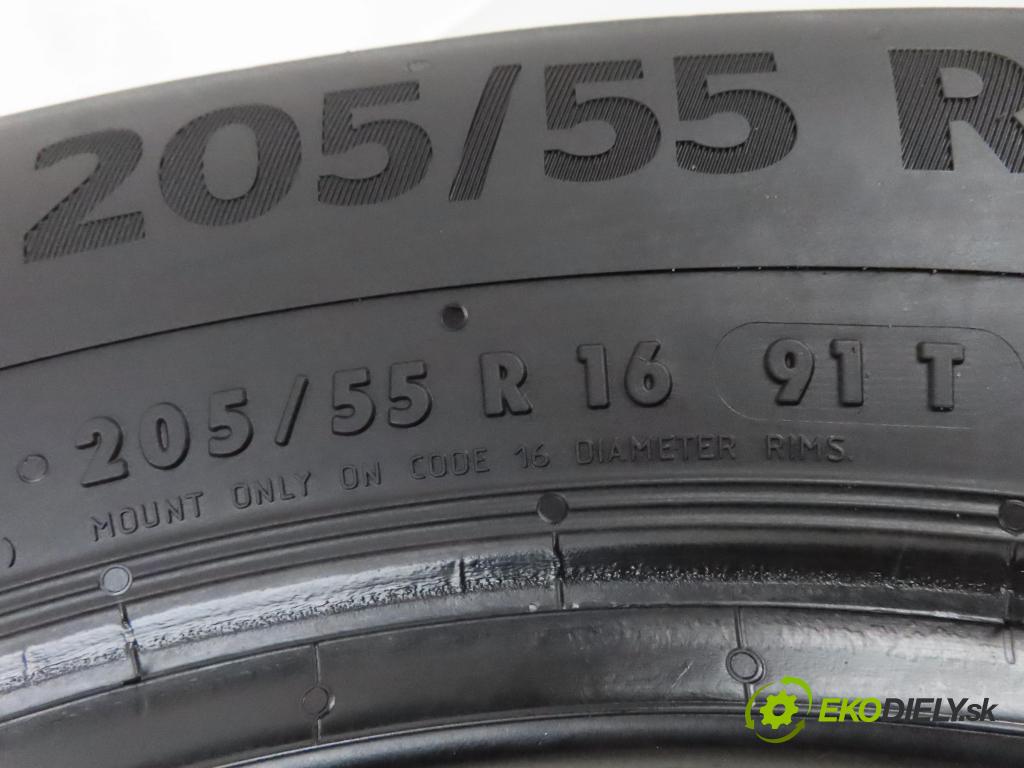 205/55 R
205/55 R 16 91 T
MOUNT ONLY ON CODE 16 DIAMETER RIMS.
)
EKODIELY.sk